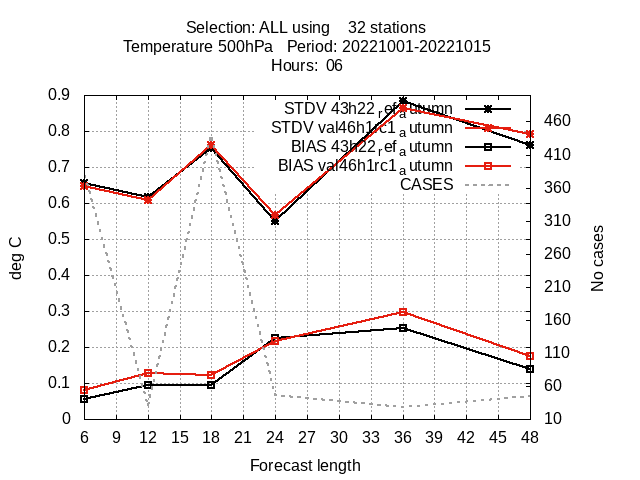 Selection: ALL using 32 stations
Temperature 500hPa Period: 20221001-20221015
Hours: 06
STDV 43h22_ref_autumn
STDV val46h1rc1_autumn
BIAS 43h22_ref_autumn
BIAS val46h1rc1_autumn
CASES
0.9
0.8
0.7
0.6
0.5
0.4
0.3
0.2
0.1
0
deg C
460
410
360
310
260
210
160
110
60
10
No cases
6 9 12 15 18 21 24 27 30 33 36 39 42 45 48
Forecast length